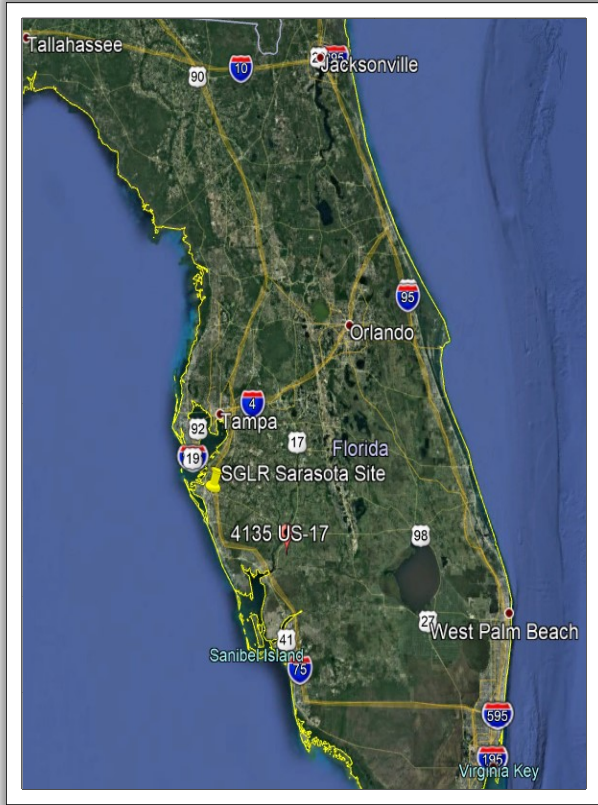 Tallahassee
90
10
Jacksonville
95
Orlando
4
92
Tampa
17
Florida
19
SGLR Sarasota Site
4135 US-17
98
27
West Palm Beach
41
Sanibel Island
75
595
195
Virginia Key